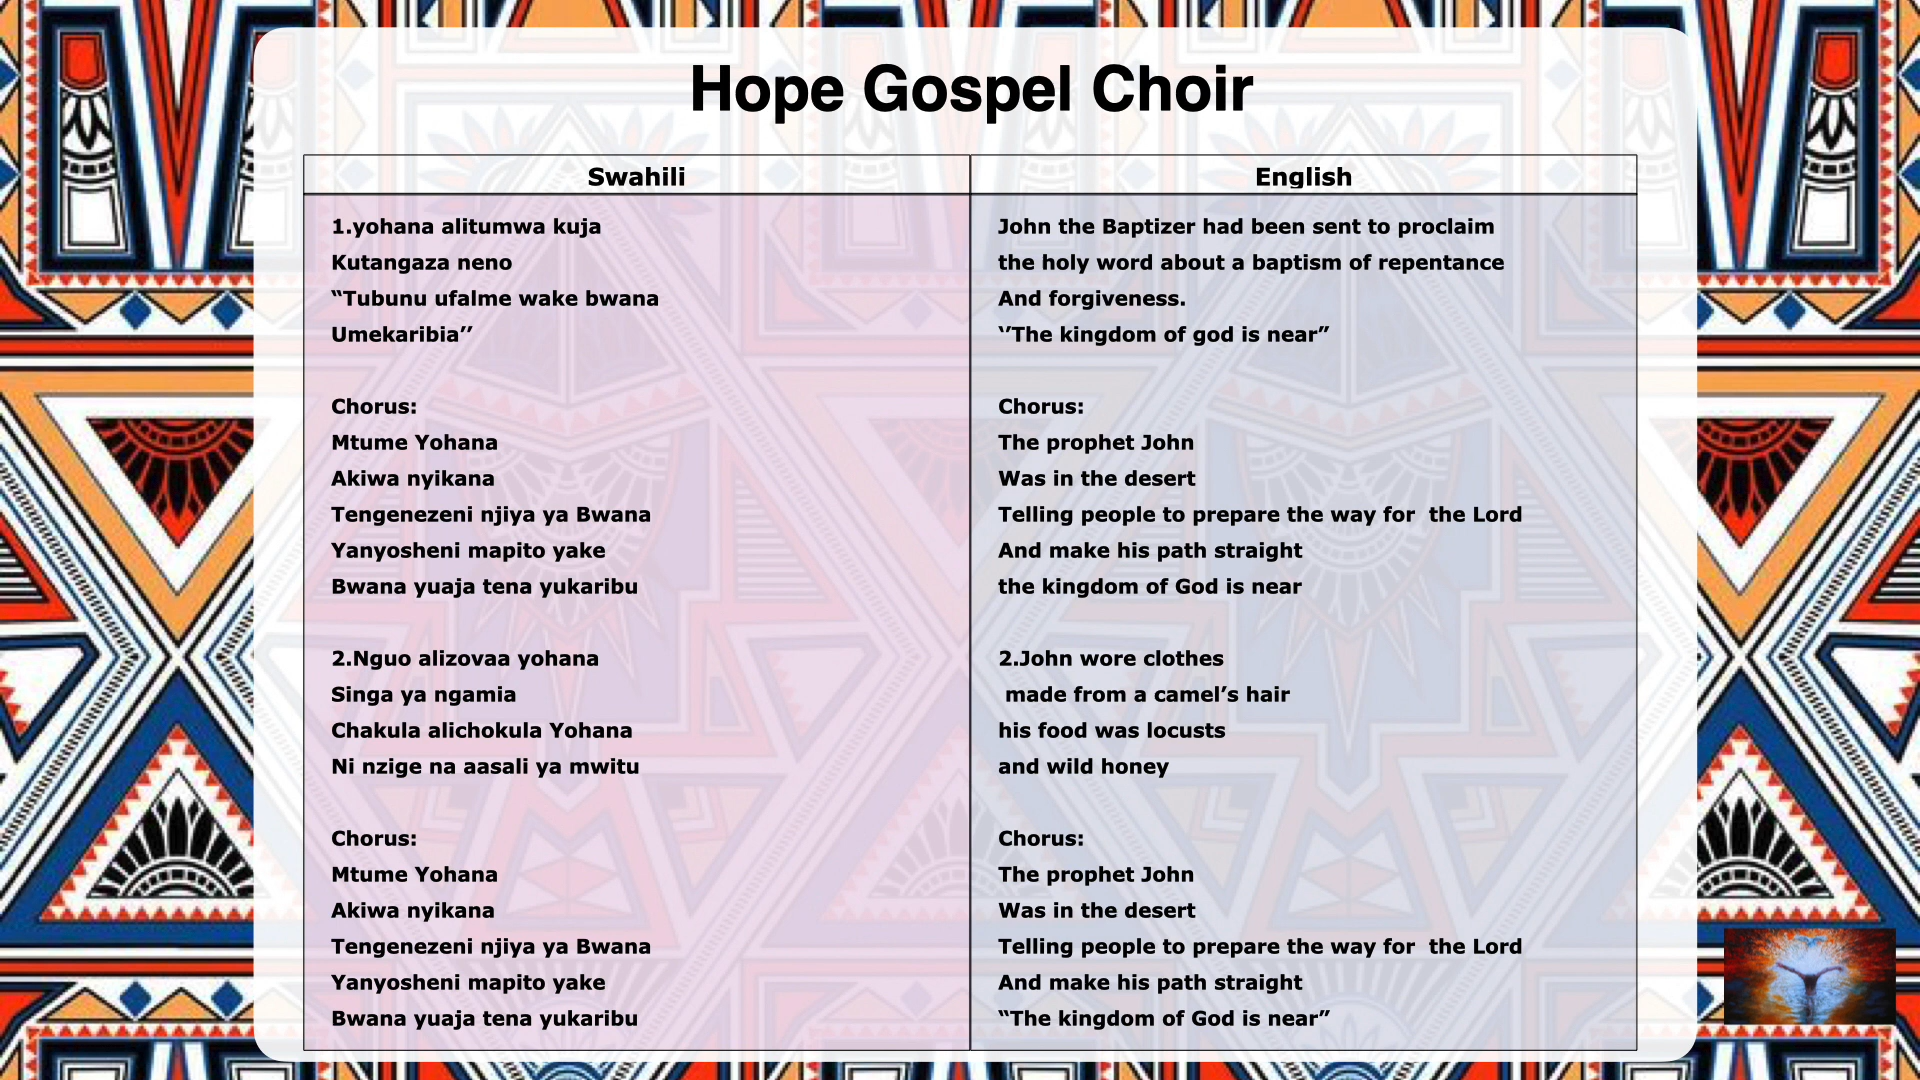 Hope Gospel Choir
Swahili
1.yohana alitumwa kuja
Kutangaza neno
“Tubunu ufalme wake bwana
Umekaribia’’
Chorus:
Mtume Yohana
Akiwa nyikana
Tengenezeni njiya ya Bwana
Yanyosheni mapito yake
Bwana yuaja tena yukaribu
2.Nguo alizovaa yohana
Singa ya ngamia
Chakula alichokula Yohana
Ni nzige na aasali ya mwitu
Chorus:
Mtume Yohana
Akiwa nyikana
Tengenezeni njiya ya Bwana
Yanyosheni mapito yake
Bwana yuaja tena yukaribu
English
John the Baptizer had been sent to proclaim
the holy word about a baptism of repentance
And forgiveness.
‘’The kingdom of god is near”
Chorus:
The prophet John
Was in the desert
Telling people to prepare the way for  the Lord
And make his path straight
the kingdom of God is near
2.John wore clothes
made from a camel’s hair
his food was locusts
and wild honey
Chorus:
The prophet John
Was in the desert
Telling people to prepare the way for  the Lord
And make his path straight
“The kingdom of God is near”